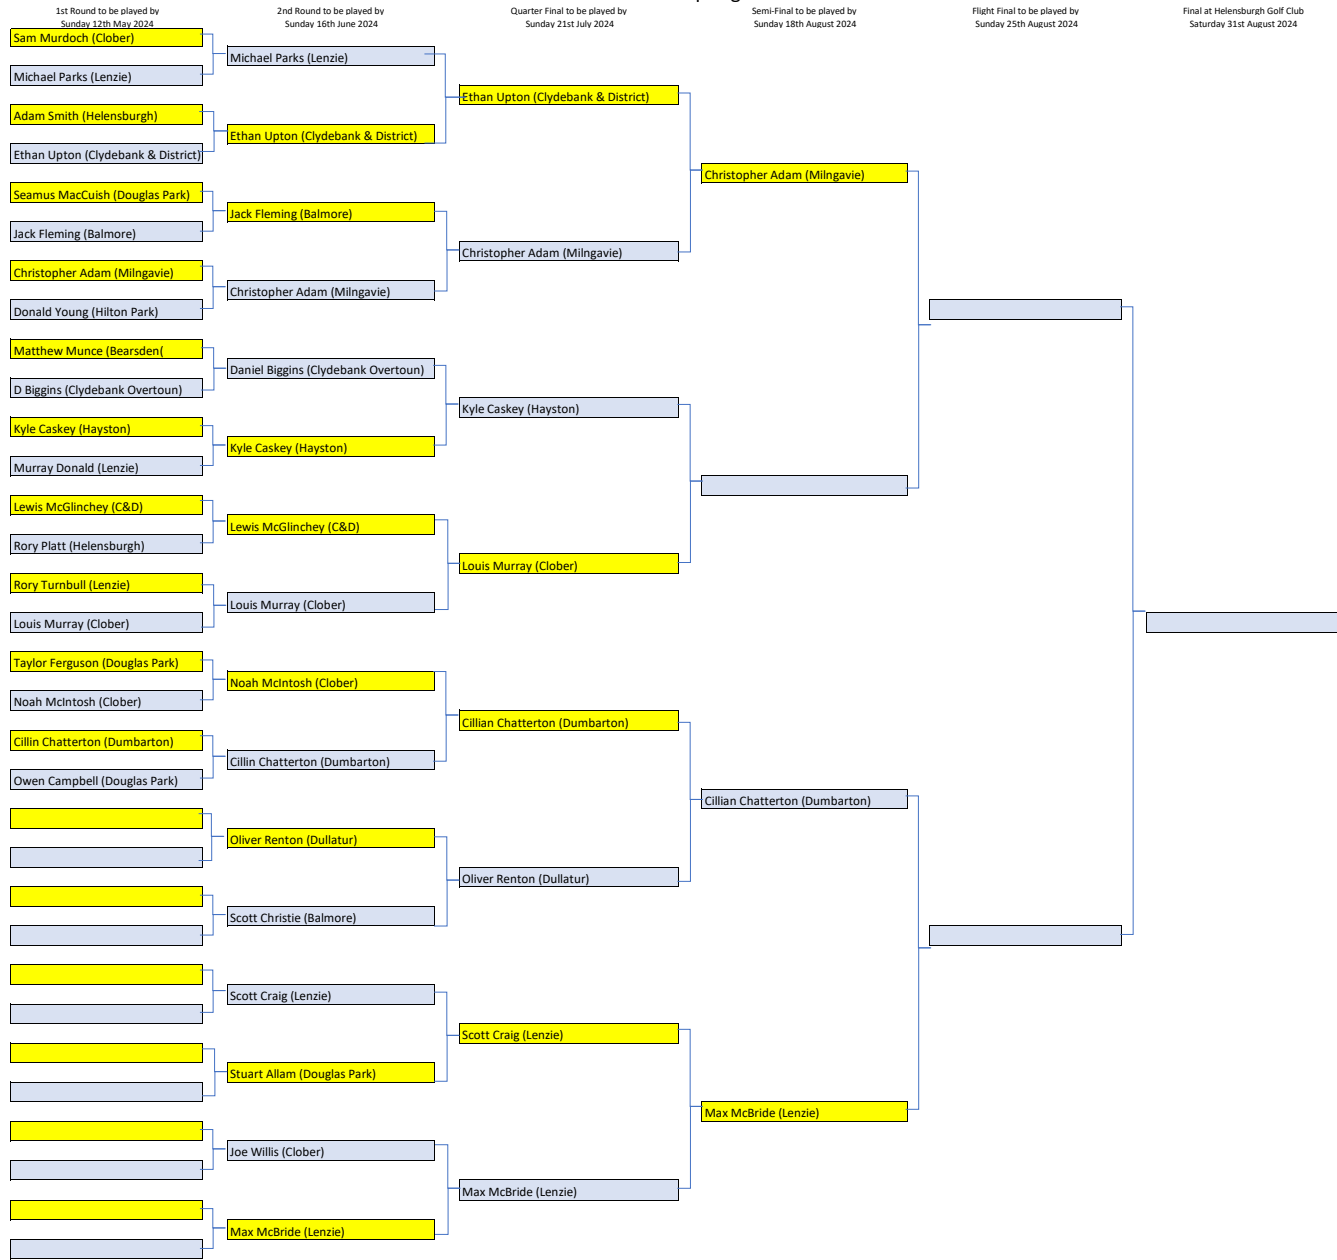 1st Round to be played by
Sunday 12th May 2024
2nd Round to be played by
Sunday 16th June 2024
Quarter Final to be played by
Sunday 21st July 2024
Semi-Final to be played by
Sunday 18th August 2024
Flight Final to be played by
Sunday 25th August 2024
Final at Helensburgh Golf Club
Saturday 31st August 2024
Sam Murdoch (Clober)
Michael Parks (Lenzie)
Adam Smith (Helensburgh)
Ethan Upton (Clydebank & District)
Seamus MacCuish (Douglas Park)
Jack Fleming (Balmore)
Christopher Adam (Milngavie)
Donald Young (Hilton Park)
Matthew Munce (Bearsden(
D Biggins (Clydebank Overtoun)
Kyle Caskey (Hayston)
Murray Donald (Lenzie)
Lewis McGlinchey (C&D)
Rory Platt (Helensburgh)
Rory Turnbull (Lenzie)
Louis Murray (Clober)
Taylor Ferguson (Douglas Park)
Noah McIntosh (Clober)
Cillin Chatterton (Dumbarton)
Owen Campbell (Douglas Park)
Michael Parks (Lenzie)
Ethan Upton (Clydebank & District)
Jack Fleming (Balmore)
Christopher Adam (Milngavie)
Daniel Biggins (Clydebank Overtoun)
Kyle Caskey (Hayston)
Lewis McGlinchey (C&D)
Louis Murray (Clober)
Noah McIntosh (Clober)
Cillin Chatterton (Dumbarton)
Oliver Renton (Dullatur)
Scott Christie (Balmore)
Scott Craig (Lenzie)
Stuart Allam (Douglas Park)
Joe Willis (Clober)
Max McBride (Lenzie)
Ethan Upton (Clydebank & District)
Christopher Adam (Milngavie)
Kyle Caskey (Hayston)
Louis Murray (Clober)
Cillian Chatterton (Dumbarton)
Oliver Renton (Dullatur)
Scott Craig (Lenzie)
Max McBride (Lenzie)
Christopher Adam (Milngavie)
Cillian Chatterton (Dumbarton)
Max McBride (Lenzie)